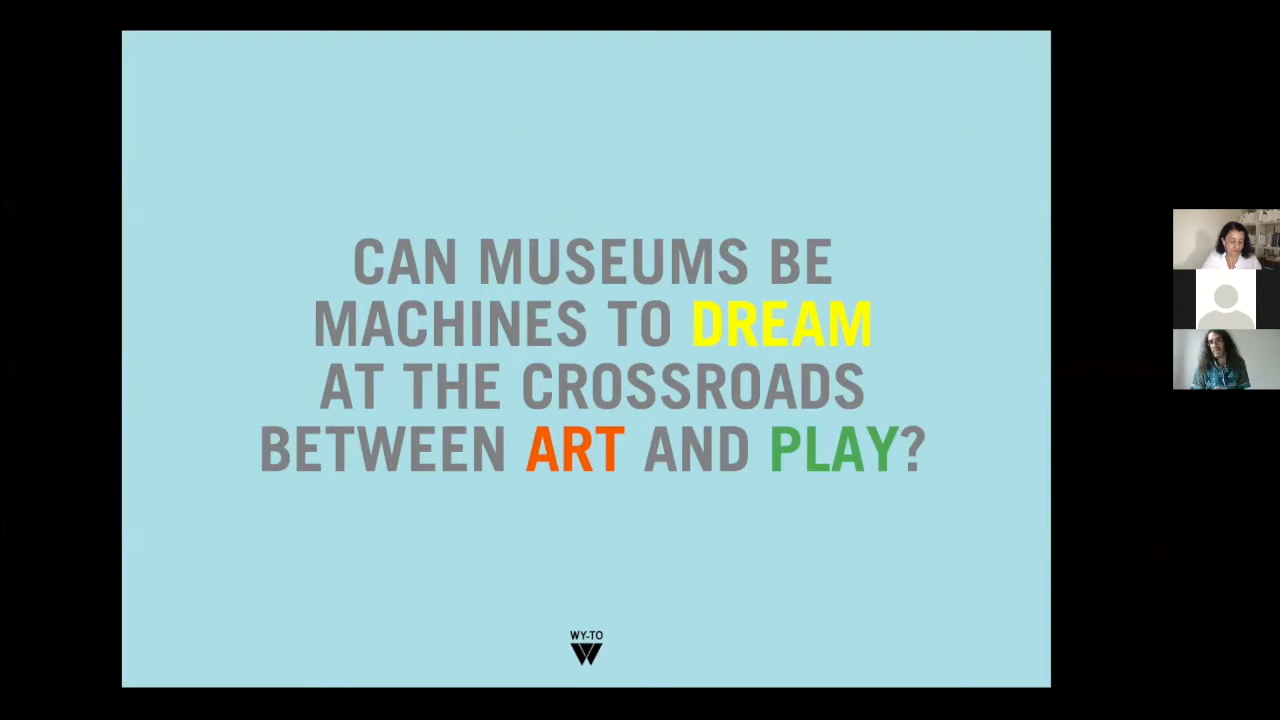 CAN MUSEUMS BE
MACHINES TO DREAM
AT THE CROSSROADS
BETWEEN ART AND PLAY?
WY-TO